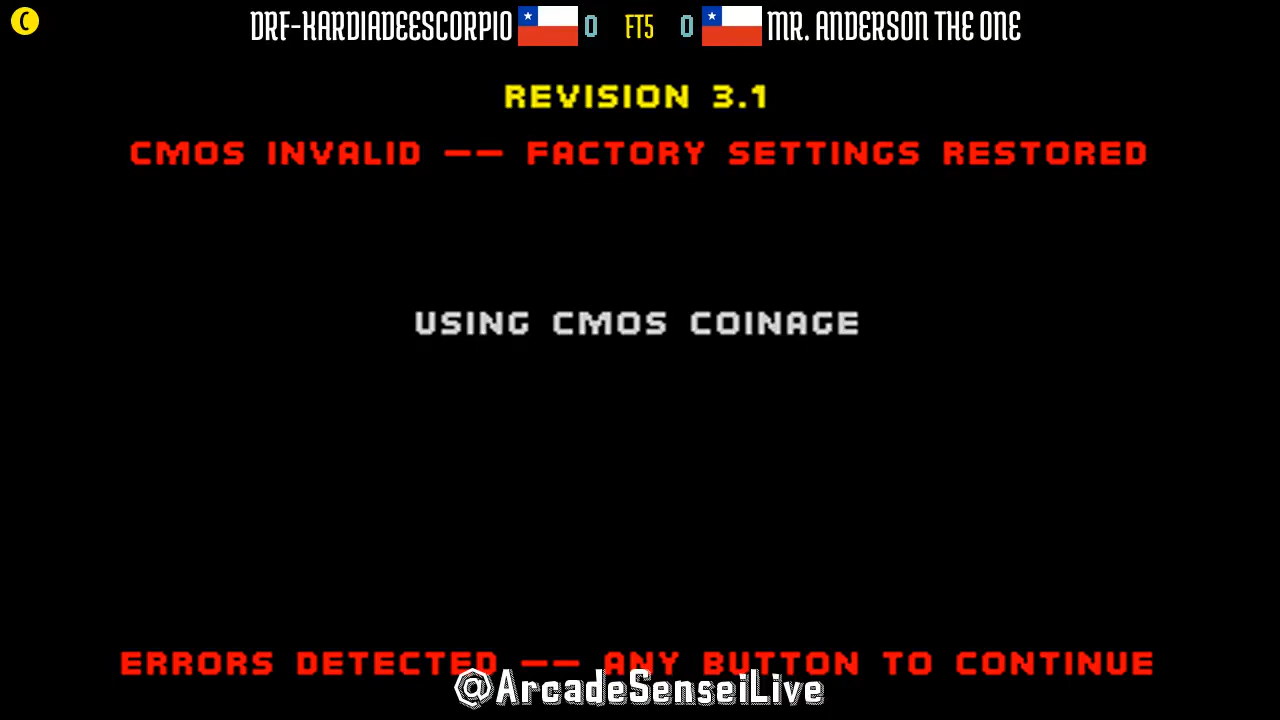 C DRF-KARDIADEESCORPIO 0 FT5 0 MR. ANDERSON THE ONE
REVISION 3.1
CMOS INVALID -- FACTORY SETTINGS RESTORED
USING CMOS COINAGE
ERRORS DETECTED -- ANY BUTTON TO CONTINUE
@ArcadeSenseiLive